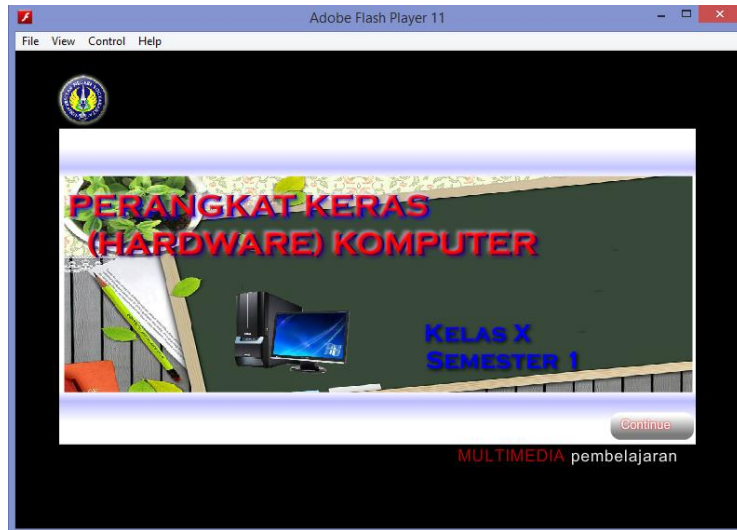 Adobe Flash Player 11
File View Control Help
PERANGKAT KERAS
(HARDWARE) KOMPUTER
KELAS X
SEMESTER 1
Continue
MULTIMEDIA pembelajaran